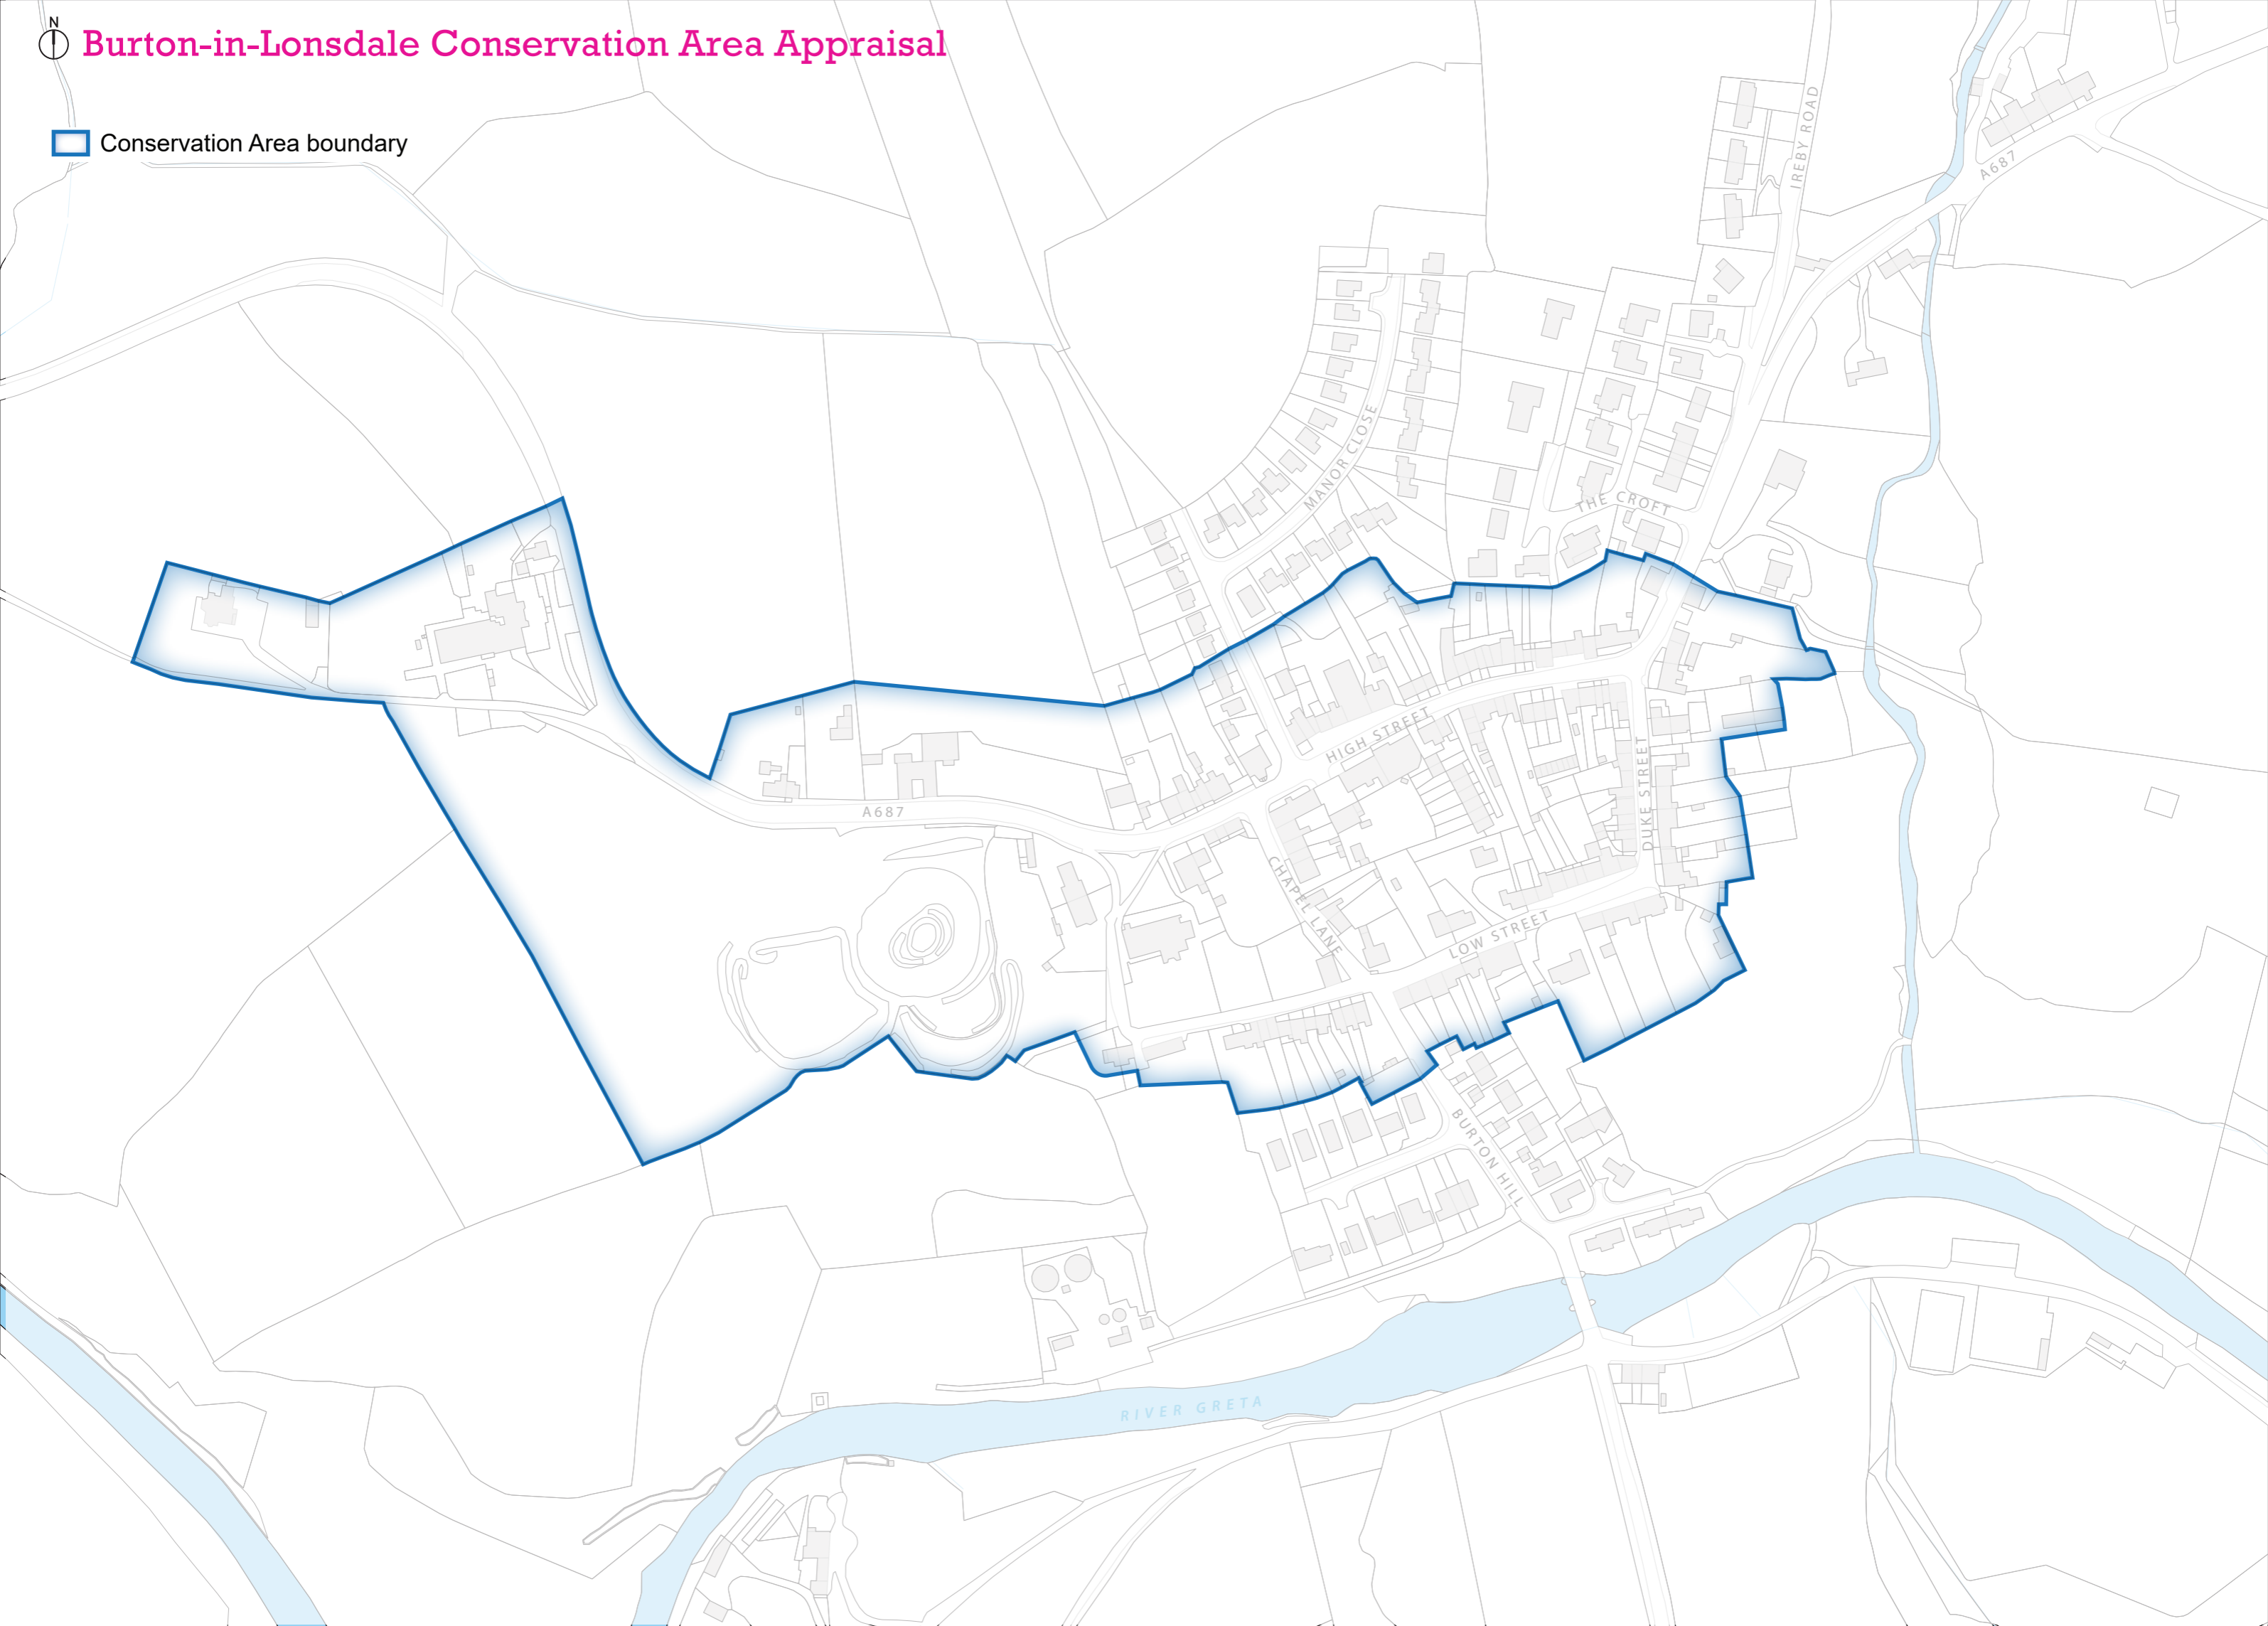 N
Burton-in-Lonsdale Conservation Area Appraisal
Conservation Area boundary
IREBY ROAD
A687
MANOR CLOSE
THE CROFT
HIGH STREET
DUKE STREET
A687
CHAPEL LANE
LOW STREET
BURTON HILL
RIVER GRETA